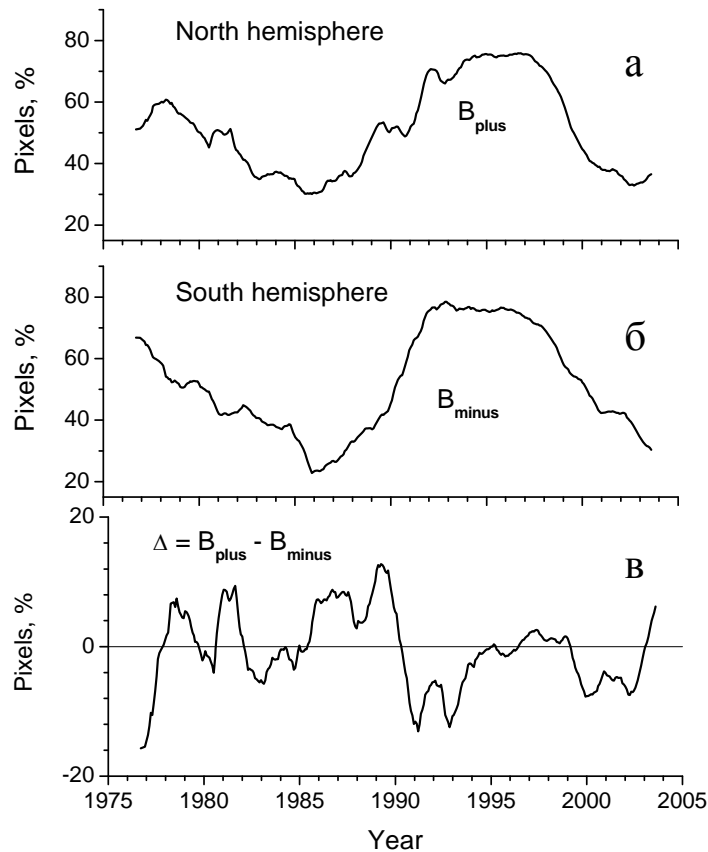 North hemisphere
а
Pixels, %
80
60
40
20
B_plus
South hemisphere
б
Pixels, %
80
60
40
20
B_minus
Δ = B_plus - B_minus
в
Pixels, %
20
0
-20
1975 1980 1985 1990 1995 2000 2005
Year